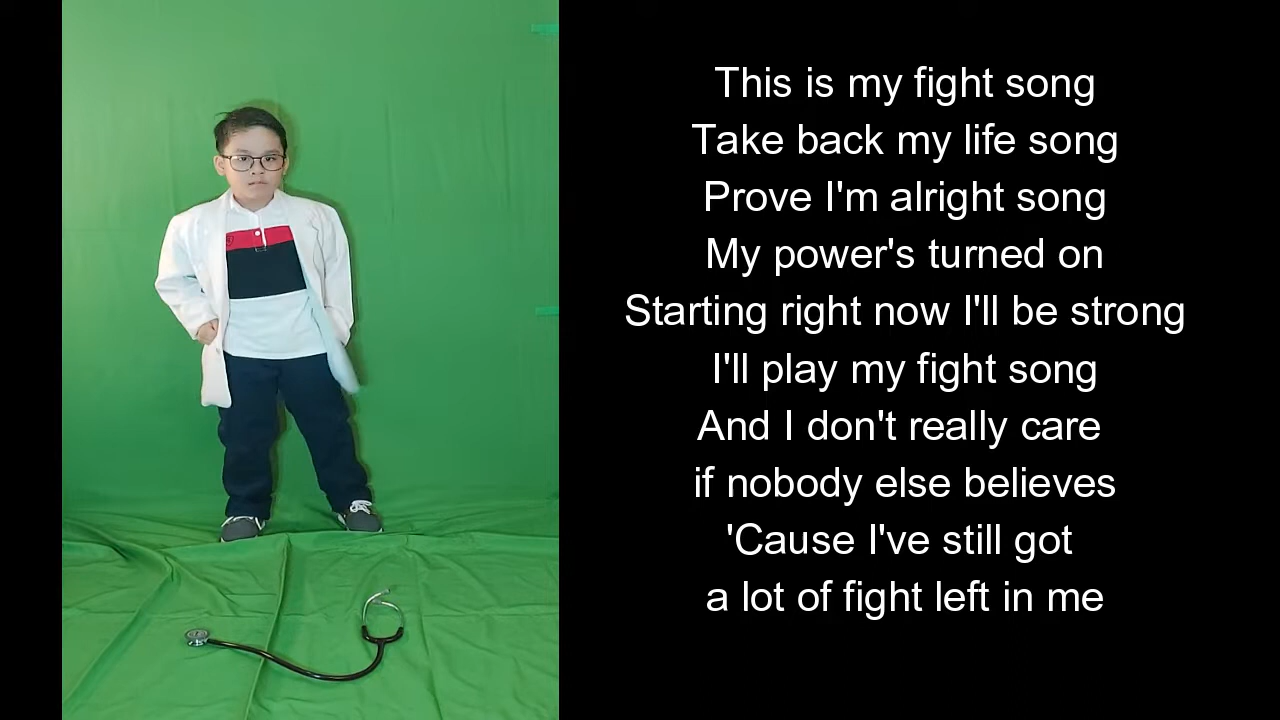 This is my fight song
Take back my life song
Prove I'm alright song
My power's turned on
Starting right now I'll be strong
I'll play my fight song
And I don't really care
if nobody else believes
'Cause I've still got
a lot of fight left in me